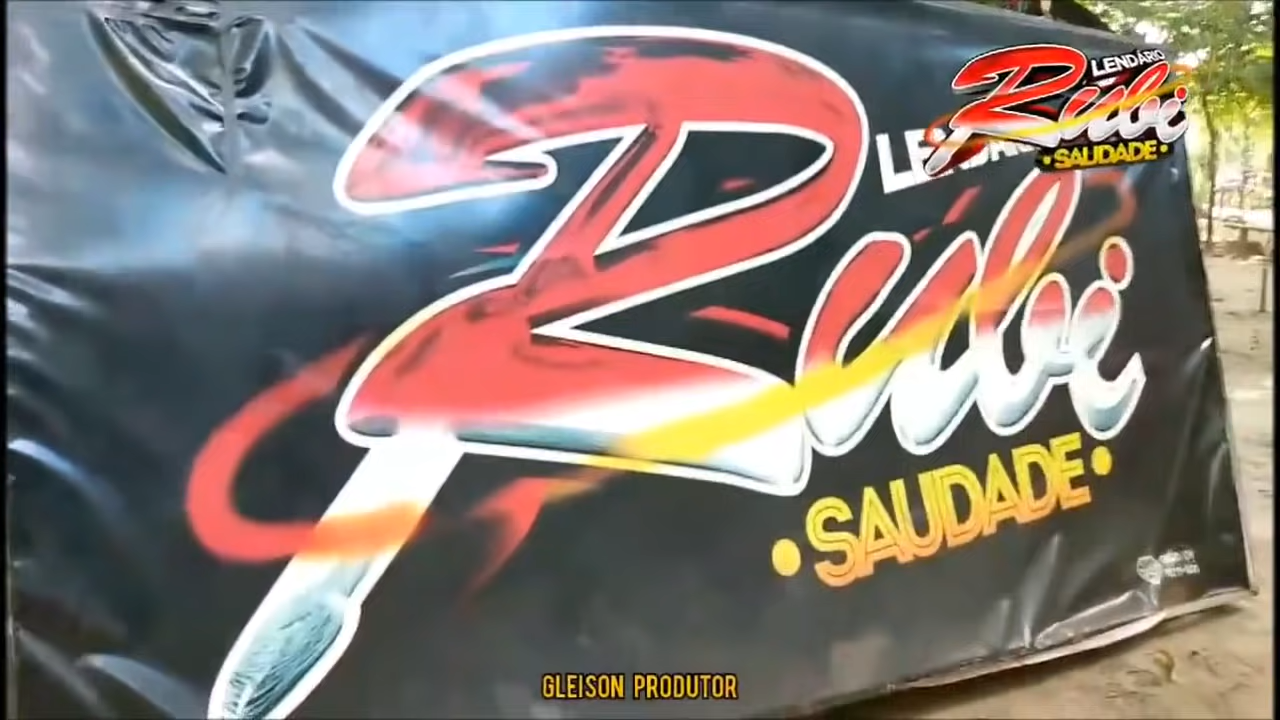 LENDÁRIO
Rubi
•SAUDADE•
Rubi
•SAUDADE•
GLEISON PRODUTOR